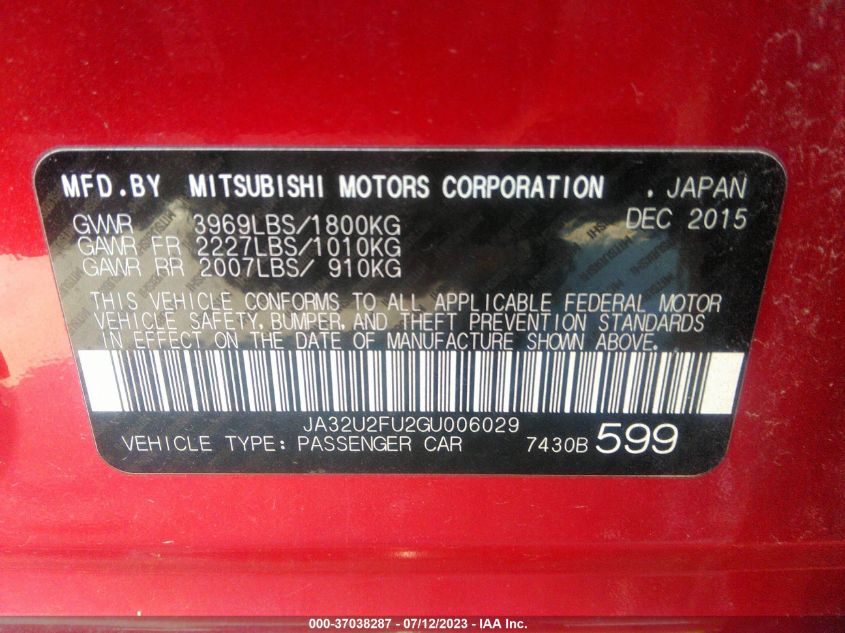 MFD.BY MITSUBISHI MOTORS CORPORATION . JAPAN
GVWR 3969LBS/1800KG DEC 2015
GAWR FR 2227LBS/1010KG
GAWR RR 2007LBS/ 910KG
THIS VEHICLE CONFORMS TO ALL APPLICABLE FEDERAL MOTOR
VEHICLE SAFETY, BUMPER, AND THEFT PREVENTION STANDARDS
IN EFFECT ON THE DATE OF MANUFACTURE SHOWN ABOVE.
JA32U2FU2GU006029
VEHICLE TYPE: PASSENGER CAR 7430B 599
000-37038287 - 07/12/2023 - IAA Inc.